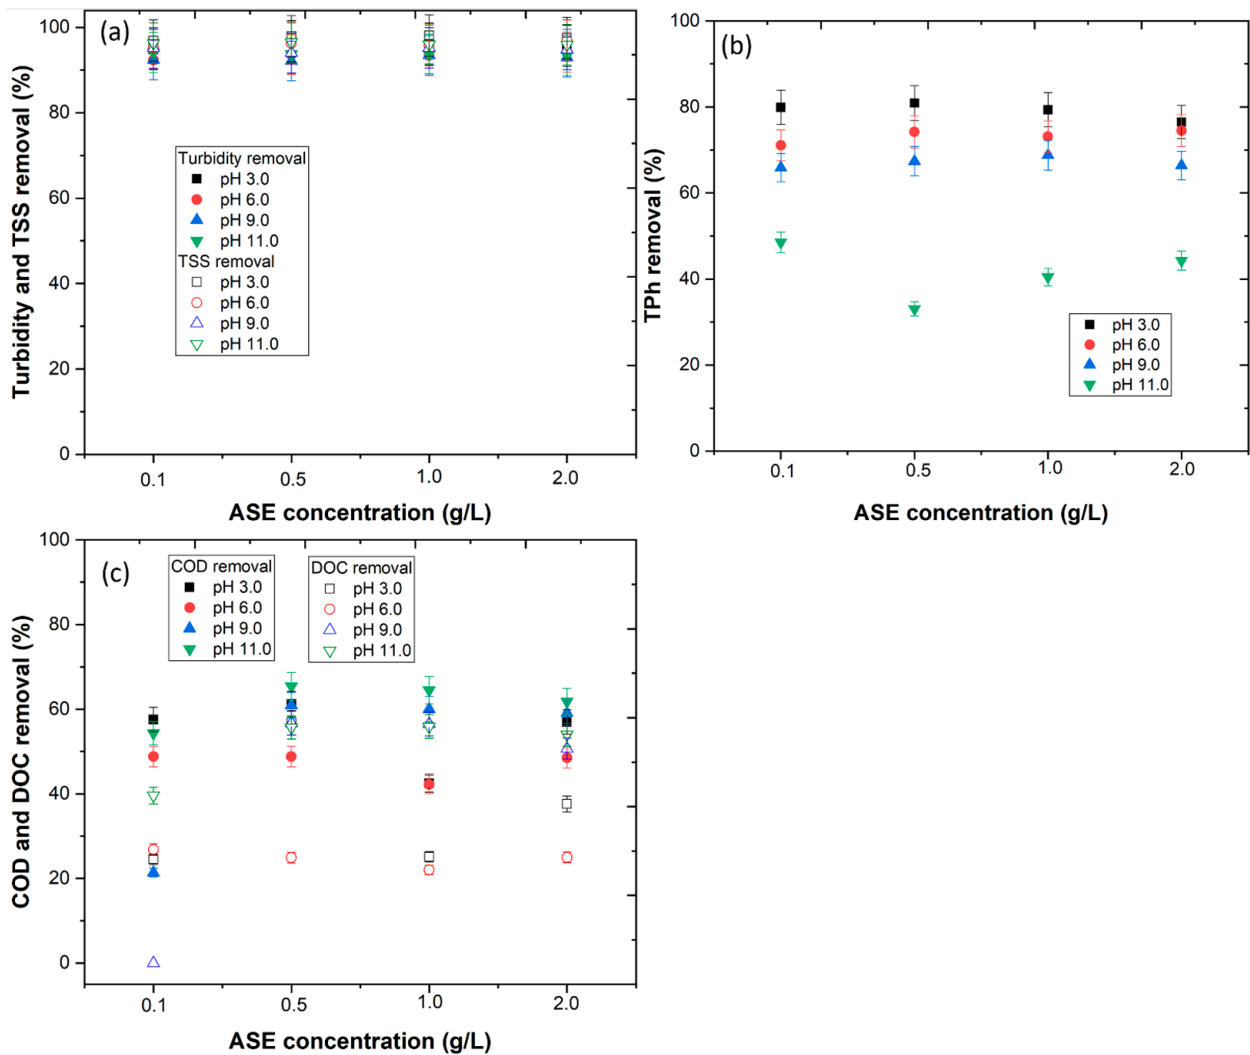 (a)
Turbidity and TSS removal (%)
100
80
60
40
20
0
Turbidity removal
pH 3.0
pH 6.0
pH 9.0
pH 11.0
TSS removal
pH 3.0
pH 6.0
pH 9.0
pH 11.0
0.1 0.5 1.0 2.0
ASE concentration (g/L)
(b)
TPh removal (%)
100
80
60
40
20
0
pH 3.0
pH 6.0
pH 9.0
pH 11.0
0.1 0.5 1.0 2.0
ASE concentration (g/L)
(c)
COD and DOC removal (%)
100
80
60
40
20
0
COD removal
pH 3.0
pH 6.0
pH 9.0
pH 11.0
DOC removal
pH 3.0
pH 6.0
pH 9.0
pH 11.0
0.1 0.5 1.0 2.0
ASE concentration (g/L)